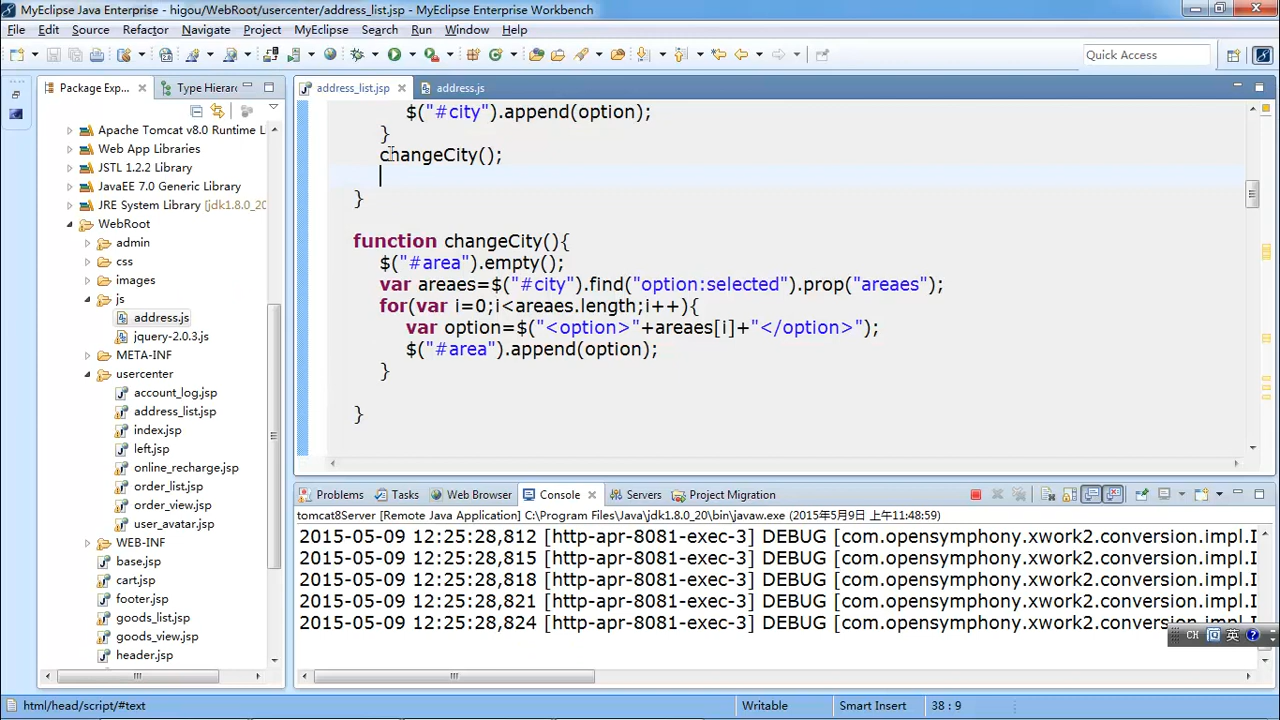 MyEclipse Java Enterprise - higou/WebRoot/usercenter/address_list.jsp - MyEclipse Enterprise Workbench
File Edit Source Refactor Navigate Project MyEclipse Search Run Window Help
Quick Access
Package Exp... Type Hierarc
address_list.jsp address.js
Apache Tomcat v8.0 Runtime L
Web App Libraries
JSTL 1.2.2 Library
JavaEE 7.0 Generic Library
JRE System Library (jdk1.8.0_20
WebRoot
admin
css
images
js
address.js
jquery-2.0.3.js
META-INF
usercenter
account_log.jsp
address_list.jsp
index.jsp
left.jsp
online_recharge.jsp
order_list.jsp
order_view.jsp
user_avatar.jsp
WEB-INF
base.jsp
cart.jsp
footer.jsp
goods_list.jsp
goods_view.jsp
header.jsp
$("#city").append(option);
}
changeCity();
}
function changeCity(){
$("#area").empty();
var areaes=$("#city").find("option:selected").prop("areaes");
for(var i=0;i<areaes.length;i++){
var option=$("<option>"+areaes[i]+"</option>");
$("#area").append(option);
}
}
Problems Tasks Web Browser Console Servers Project Migration
tomcat8Server [Remote Java Application] C:\Program Files\Java\jdk1.8.0_20\bin\javaw.exe (2015年5月9日 上午11:48:59)
2015-05-09 12:25:28,812 [http-apr-8081-exec-3] DEBUG [com.opensymphony.xwork2.conversion.impl.I
2015-05-09 12:25:28,815 [http-apr-8081-exec-3] DEBUG [com.opensymphony.xwork2.conversion.impl.I
2015-05-09 12:25:28,818 [http-apr-8081-exec-3] DEBUG [com.opensymphony.xwork2.conversion.impl.I
2015-05-09 12:25:28,821 [http-apr-8081-exec-3] DEBUG [com.opensymphony.xwork2.conversion.impl.I
2015-05-09 12:25:28,824 [http-apr-8081-exec-3] DEBUG [com.opensymphony.xwork2.conversion.impl.I
CH 英
html/head/script/#text Writable Smart Insert 38 : 9